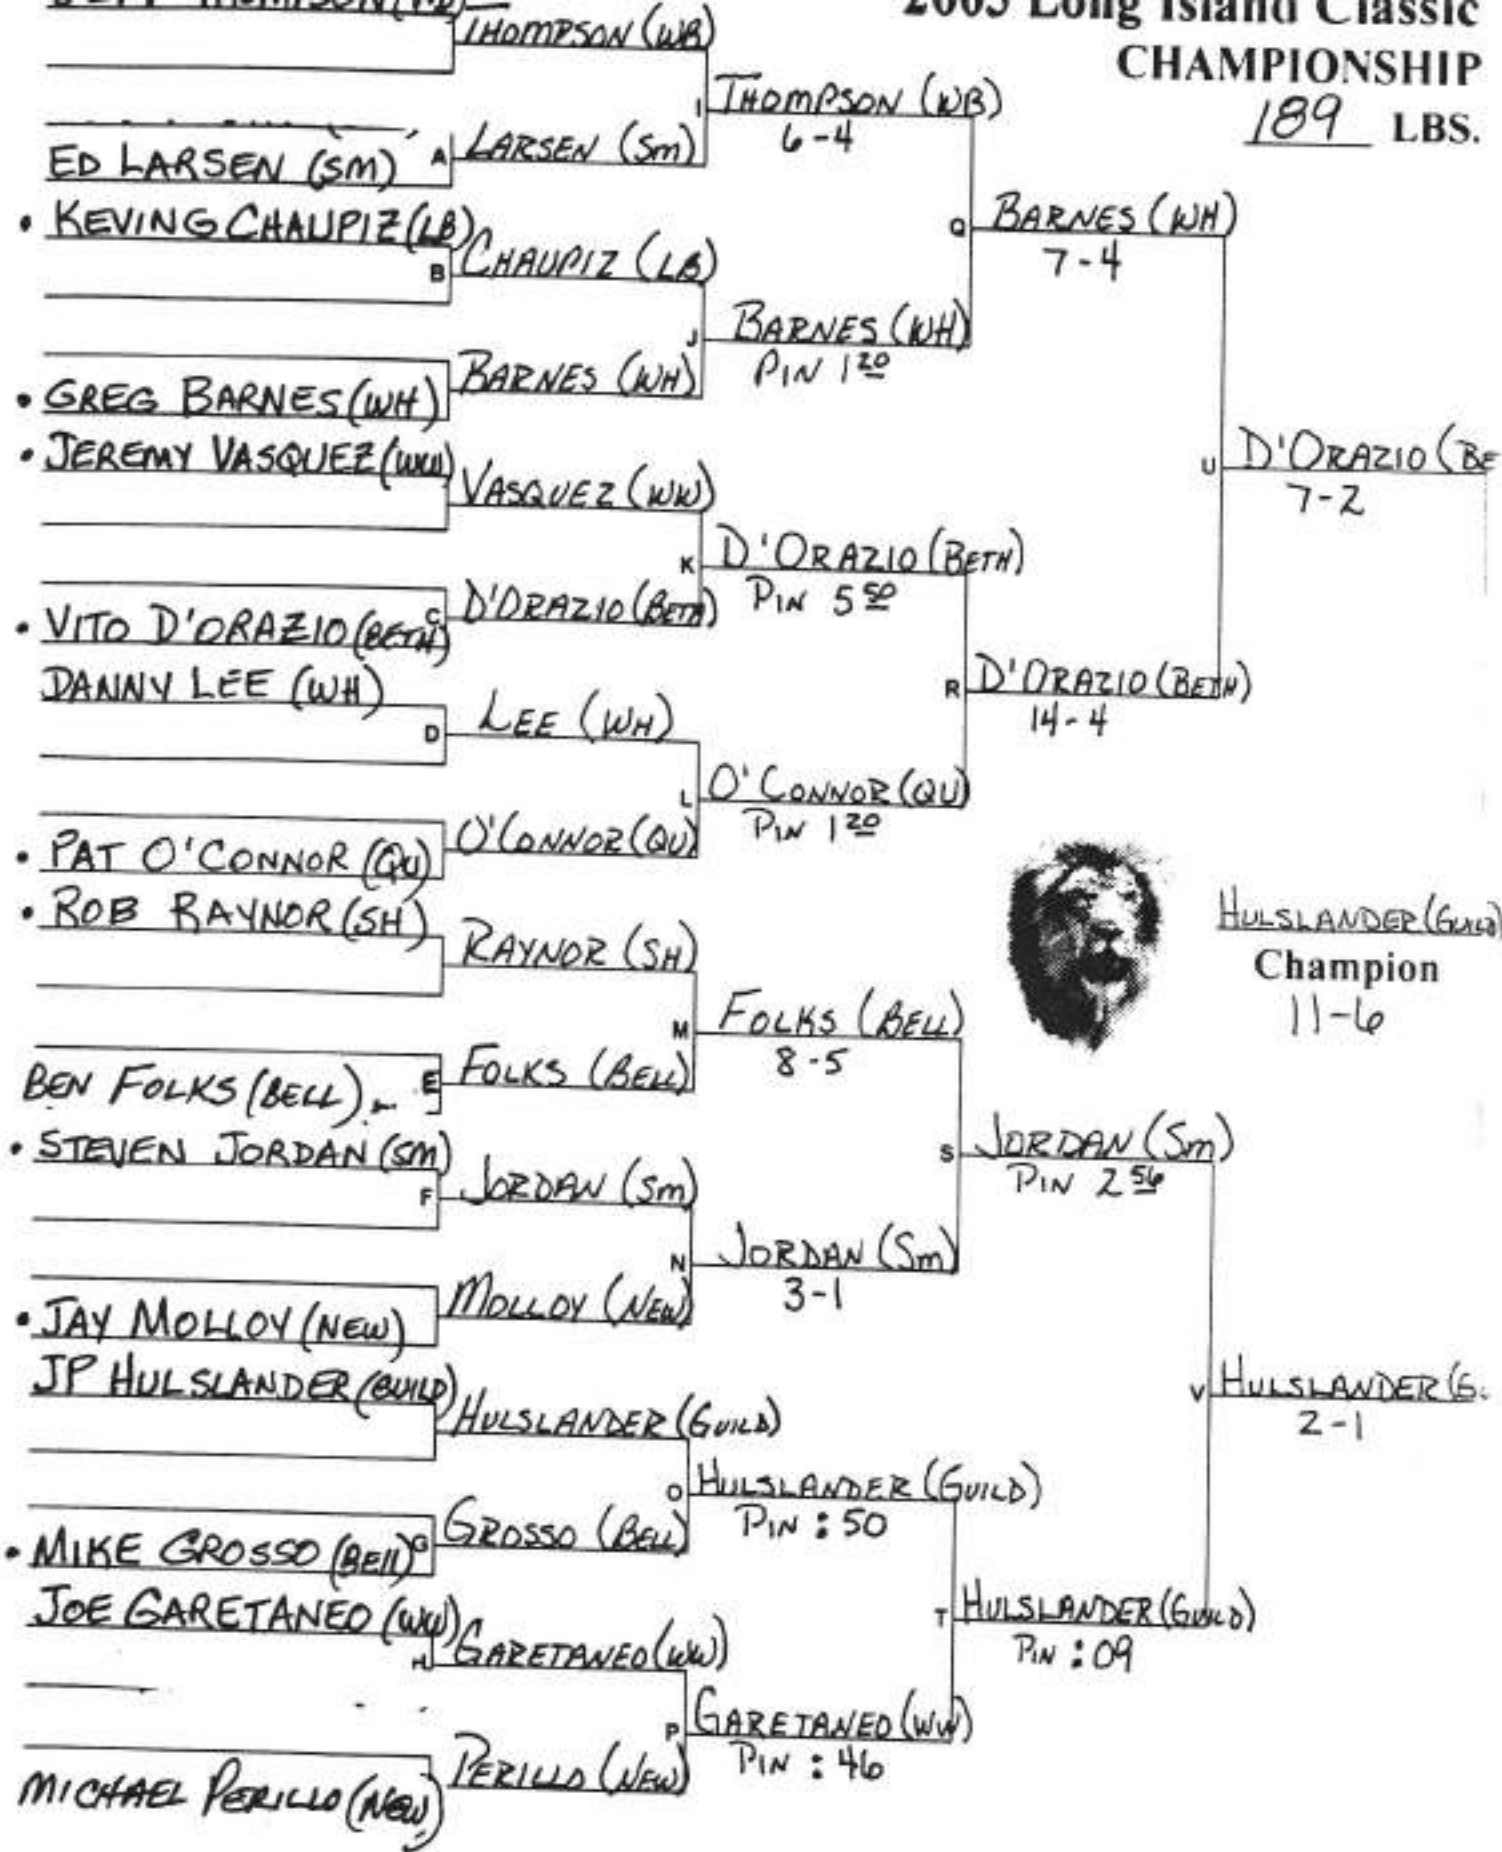 THOMPSON
2005 Long Island Classic
CHAMPIONSHIP
189 LBS.
ED LARSEN (SM)
• KEVING CHAUPIZ (LB)
• GREG BARNES (WH)
• JEREMY VASQUEZ (WW)
• VITO D'ORAZIO (BETH)
DANNY LEE (WH)
• PAT O'CONNOR (QU)
• ROB RAYNOR (SH)
BEN FOLKS (BELL)
• STEVEN JORDAN (SM)
• JAY MOLLOY (NEW)
JP HULSLANDER (GUILD)
• MIKE GROSSO (BELL)
JOE GARETANEO (WW)
MICHAEL PERILLO (NEW)
A
B
C
D
E
F
G
H
THOMPSON (WB)
LARSEN (SM)
CHAUPIZ (LB)
BARNES (WH)
VASQUEZ (WW)
D'ORAZIO (BETH)
LEE (WH)
O'CONNOR (QU)
RAYNOR (SH)
FOLKS (BELL)
JORDAN (SM)
MOLLOY (NEW)
HULSLANDER (GUILD)
GROSSO (BELL)
GARETANEO (WW)
PERILLO (NEW)
I THOMPSON (WB)
6-4
J BARNES (WH)
PIN 1 20
K D'ORAZIO (BETH)
PIN 5 50
L O'CONNOR (QU)
PIN 1 20
M FOLKS (BELL)
8-5
N JORDAN (SM)
3-1
O HULSLANDER (GUILD)
PIN :50
P GARETANEO (WW)
PIN :46
Q BARNES (WH)
7-4
R D'ORAZIO (BETH)
14-4
S JORDAN (SM)
PIN 2 56
T HULSLANDER (GUILD)
PIN :09
U D'ORAZIO (BE
7-2
V HULSLANDER (G
2-1
HULSLANDER (GUILD)
Champion
11-6